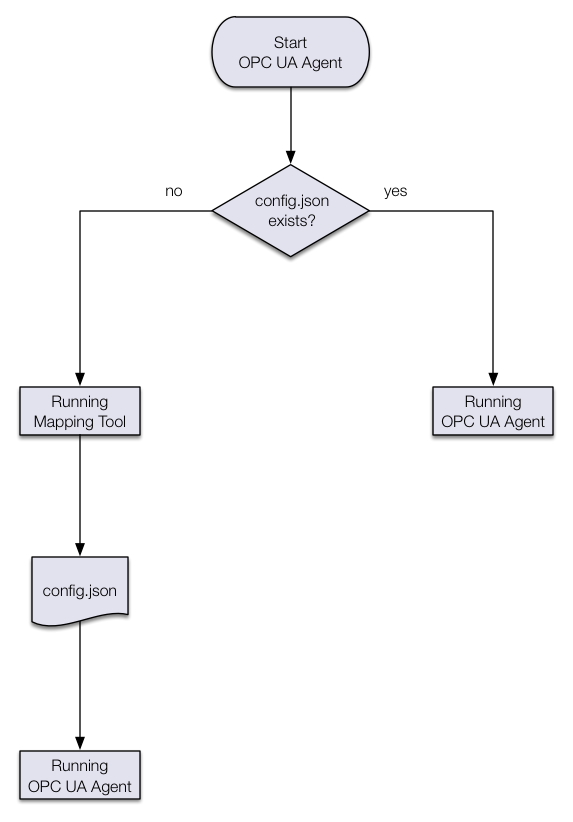 Start
OPC UA Agent
config.json
exists?
no
yes
Running
Mapping Tool
Running
OPC UA Agent
config.json
Running
OPC UA Agent